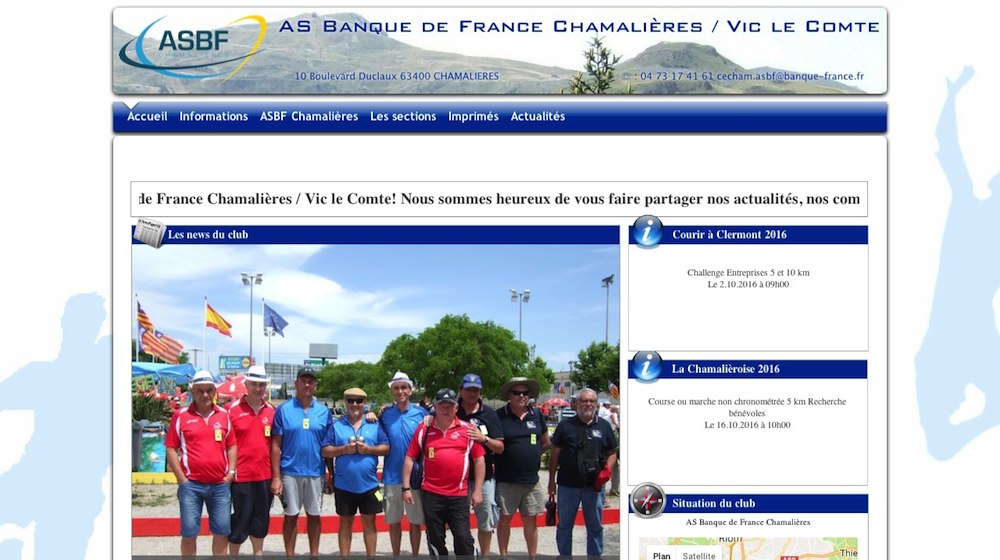 ASBF
AS Banque de France Chamalières / Vic le Comte
10 Boulevard Duclaux 63400 CHAMALIERES
✆ : 04 73 17 41 61 cecham.asbf@banque-france.fr
Accueil Informations ASBF Chamalières Les sections Imprimés Actualités
de France Chamalières / Vic le Comte! Nous sommes heureux de vous faire partager nos actualités, nos com
Les news du club
Courir à Clermont 2016
Challenge Entreprises 5 et 10 km
Le 2.10.2016 à 09h00
La Chamalièroise 2016
Course ou marche non chronométrée 5 km Recherche
bénévoles
Le 16.10.2016 à 10h00
Situation du club
AS Banque de France Chamalières
Plan Satellite
Riom
Thie
A89